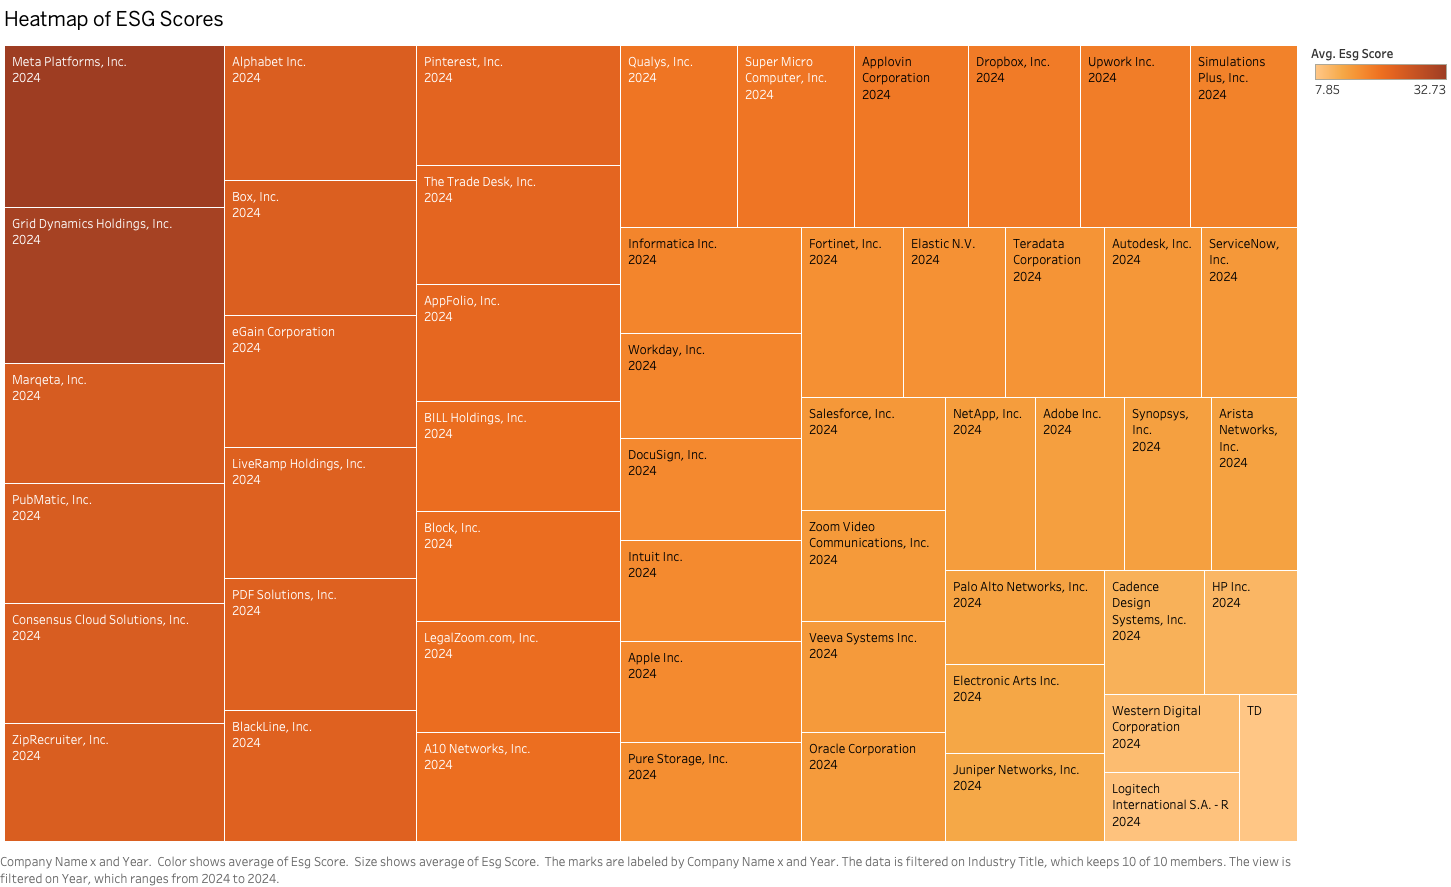 Heatmap of ESG Scores
Meta Platforms, Inc.
2024
Grid Dynamics Holdings, Inc.
2024
Marqeta, Inc.
2024
PubMatic, Inc.
2024
Consensus Cloud Solutions, Inc.
2024
ZipRecruiter, Inc.
2024
Alphabet Inc.
2024
Box, Inc.
2024
eGain Corporation
2024
LiveRamp Holdings, Inc.
2024
PDF Solutions, Inc.
2024
BlackLine, Inc.
2024
Pinterest, Inc.
2024
The Trade Desk, Inc.
2024
AppFolio, Inc.
2024
BILL Holdings, Inc.
2024
Block, Inc.
2024
LegalZoom.com, Inc.
2024
A10 Networks, Inc.
2024
Qualys, Inc.
2024
Super Micro
Computer, Inc.
2024
Applovin
Corporation
2024
Dropbox, Inc.
2024
Upwork Inc.
2024
Simulations
Plus, Inc.
2024
Informatica Inc.
2024
Workday, Inc.
2024
DocuSign, Inc.
2024
Intuit Inc.
2024
Apple Inc.
2024
Pure Storage, Inc.
2024
Fortinet, Inc.
2024
Elastic N.V.
2024
Teradata
Corporation
2024
Autodesk, Inc.
2024
ServiceNow,
Inc.
2024
Salesforce, Inc.
2024
Zoom Video
Communications, Inc.
2024
Veeva Systems Inc.
2024
Oracle Corporation
2024
NetApp, Inc.
2024
Adobe Inc.
2024
Synopsys,
Inc.
2024
Arista
Networks,
Inc.
2024
Palo Alto Networks, Inc.
2024
Electronic Arts Inc.
2024
Juniper Networks, Inc.
2024
Cadence
Design
Systems, Inc.
2024
HP Inc.
2024
Western Digital
Corporation
2024
Logitech
International S.A. - R
2024
TD
Avg. Esg Score
7.85 32.73
Company Name x and Year.  Color shows average of Esg Score.  Size shows average of Esg Score.  The marks are labeled by Company Name x and Year. The data is filtered on Industry Title, which keeps 10 of 10 members. The view is
filtered on Year, which ranges from 2024 to 2024.